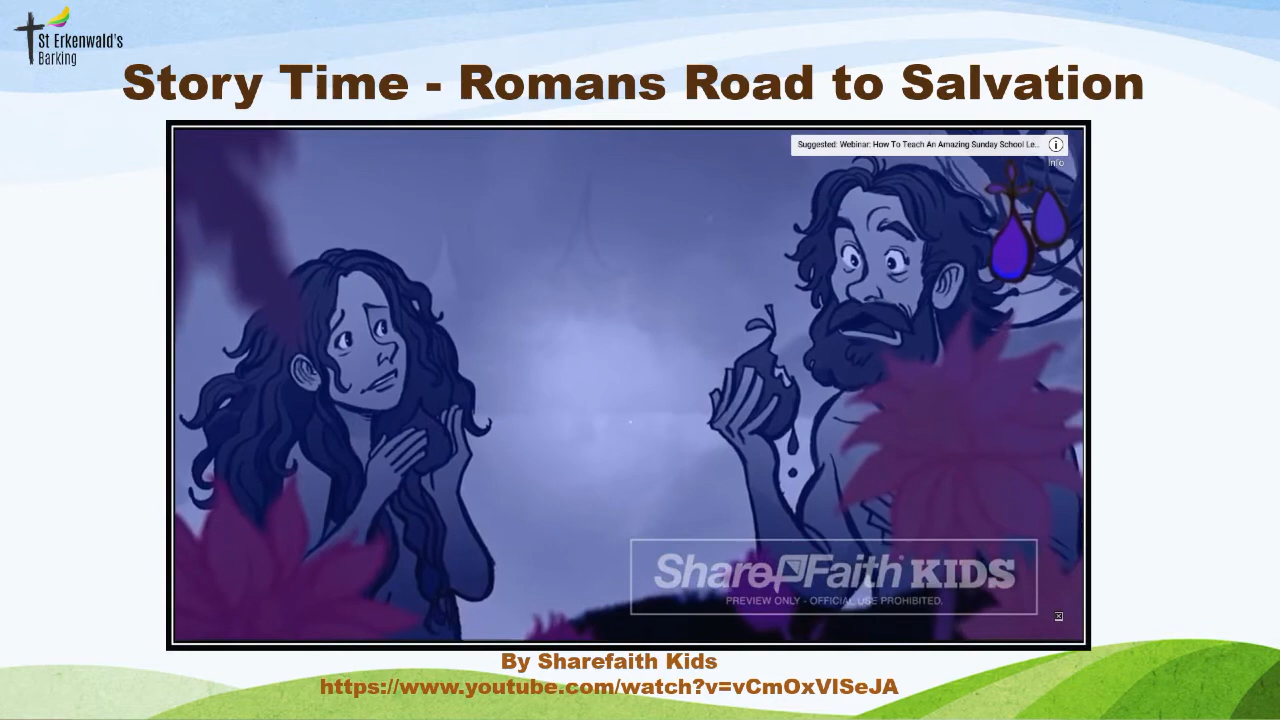 St Erkenwald's
Barking
Story Time - Romans Road to Salvation
Suggested: Webinar: How To Teach An Amazing Sunday School Le...
i
Info
ShareFaith KIDS
PREVIEW ONLY - OFFICIAL USE PROHIBITED.
By Sharefaith Kids
https://www.youtube.com/watch?v=vCmOxVISeJA